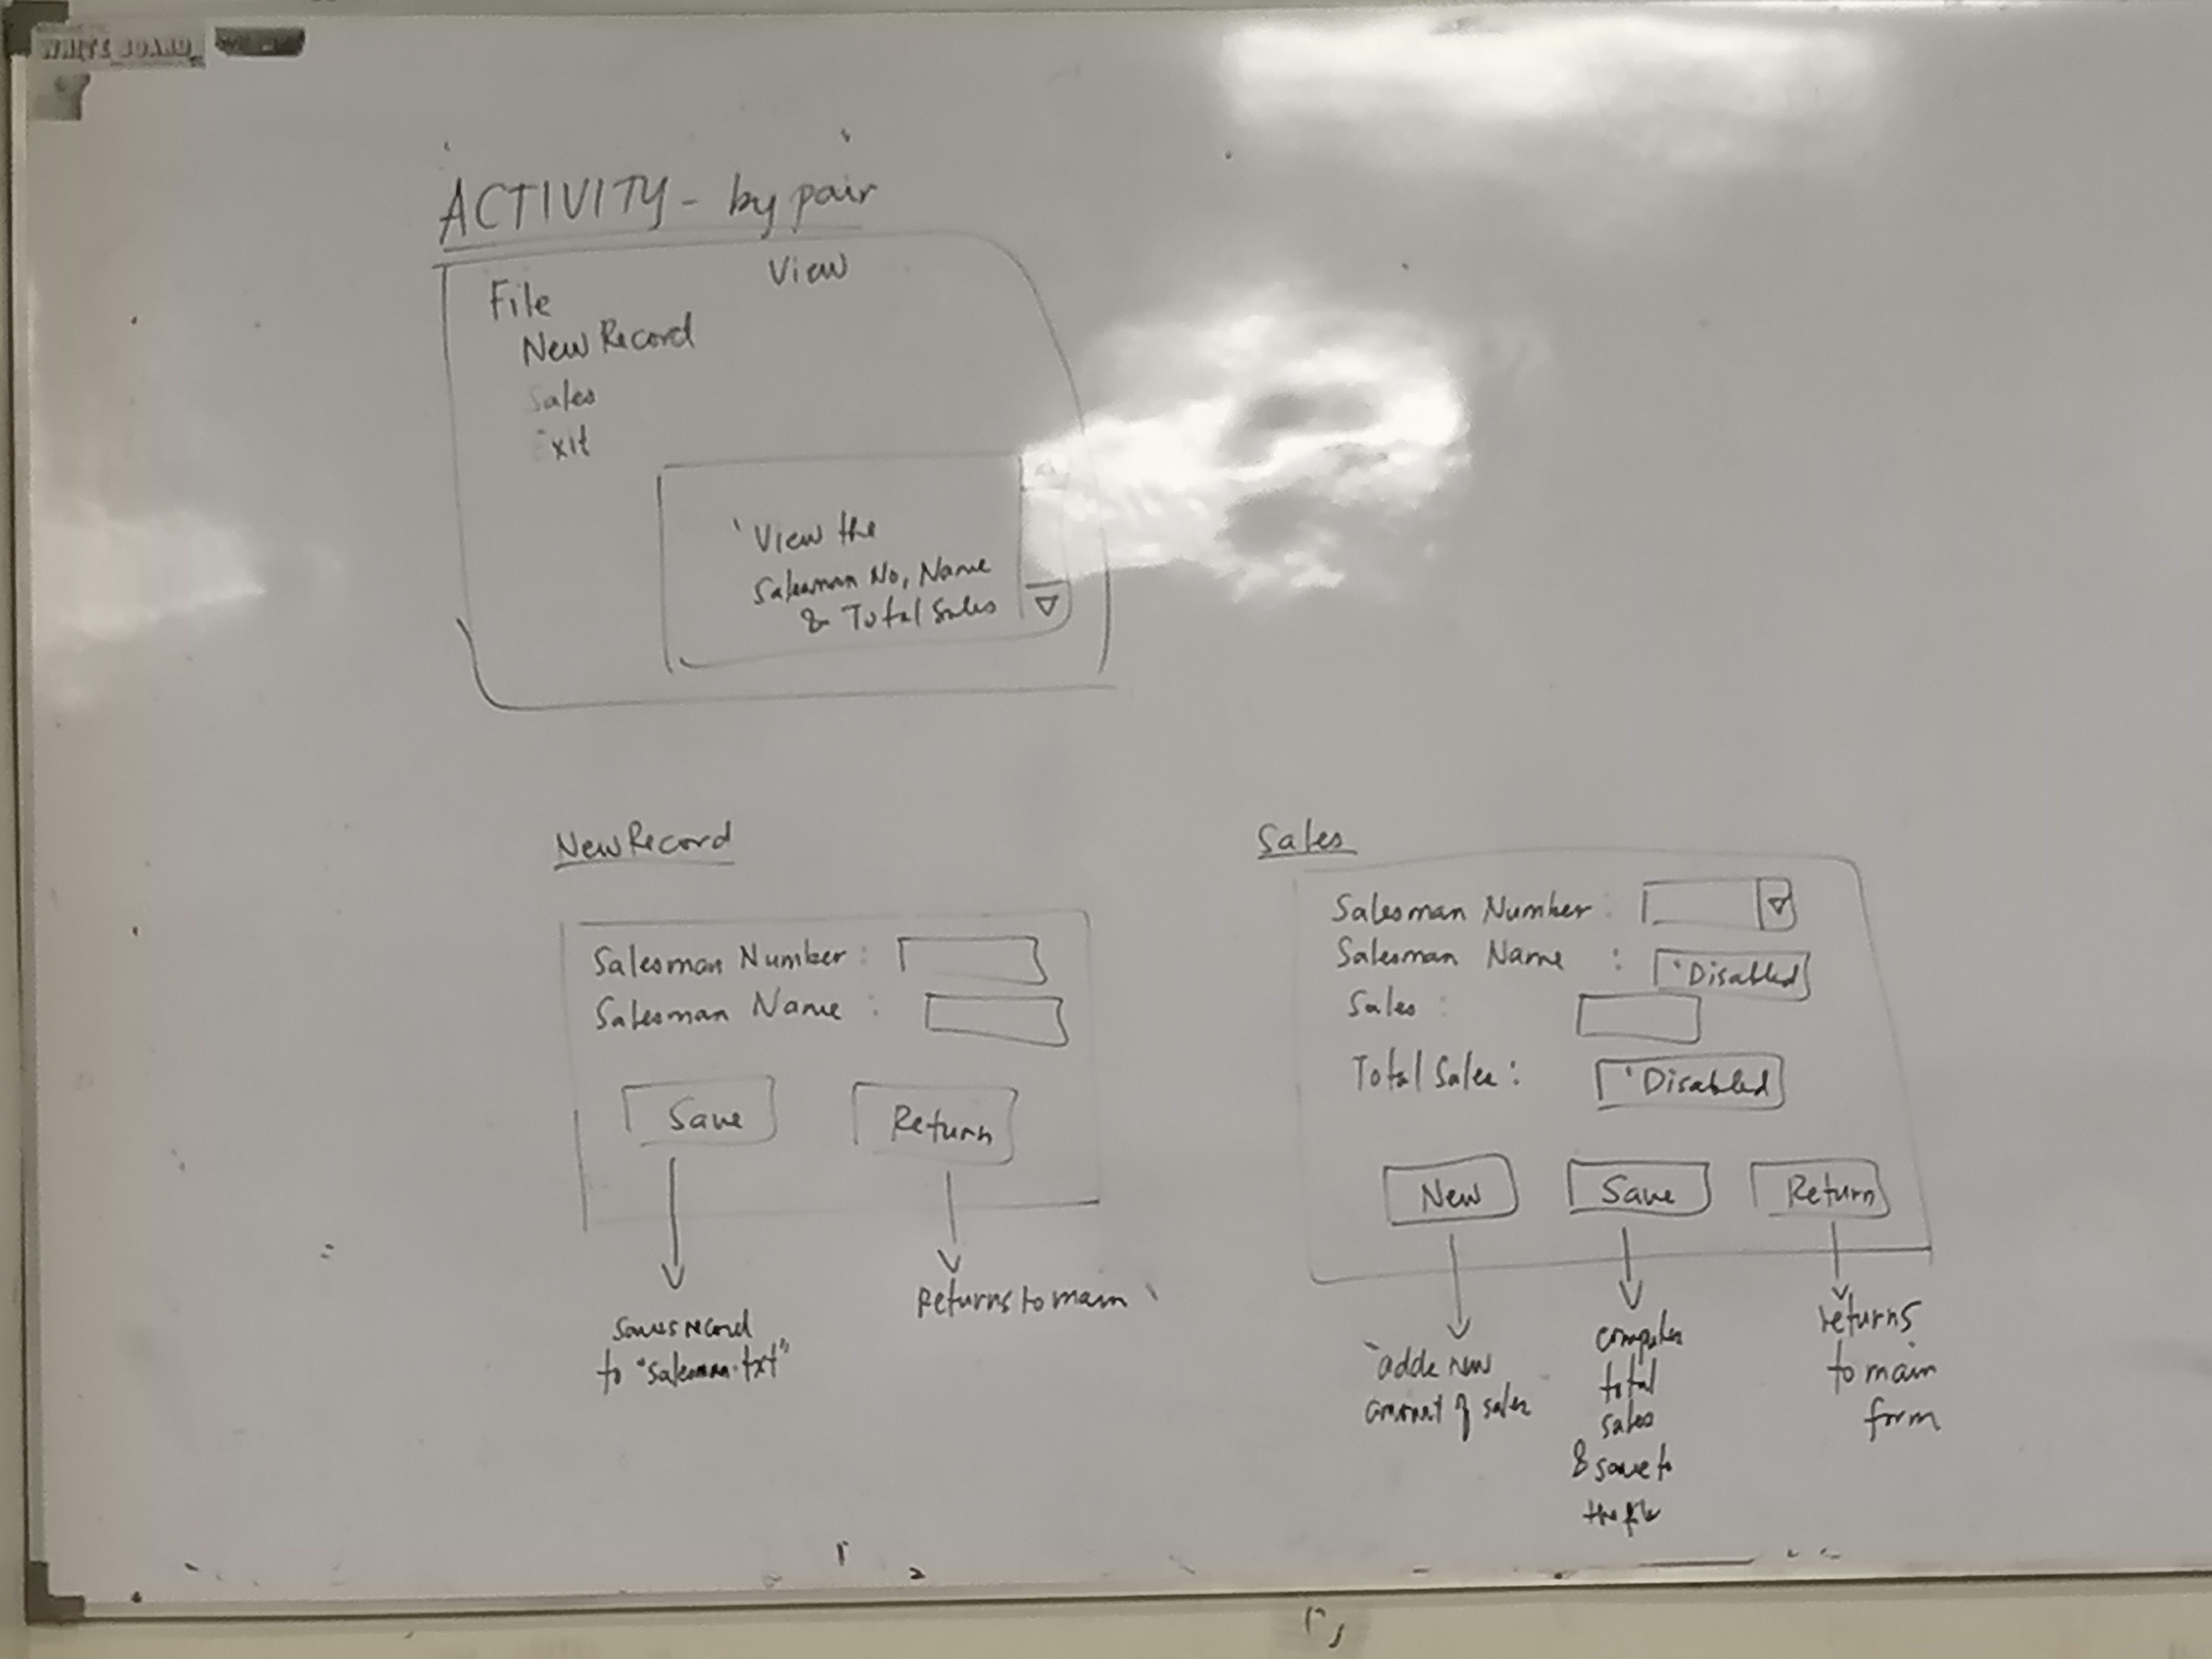 WHITE BOARD
ACTIVITY - by pair
File
View
New Record
Sales
Exit
'View the
Salesman No, Name
& Total Sales
New Record
Salesman Number :
Salesman Name :
Save
Return
saves record
to "salesman.txt"
Returns to main
Sales
Salesman Number :
Salesman Name : 'Disabled
Sales :
Total Sales : 'Disabled
New
Save
Return
adds new
amount of sales
computes
total
sales
& save to
the file
returns
to main
form